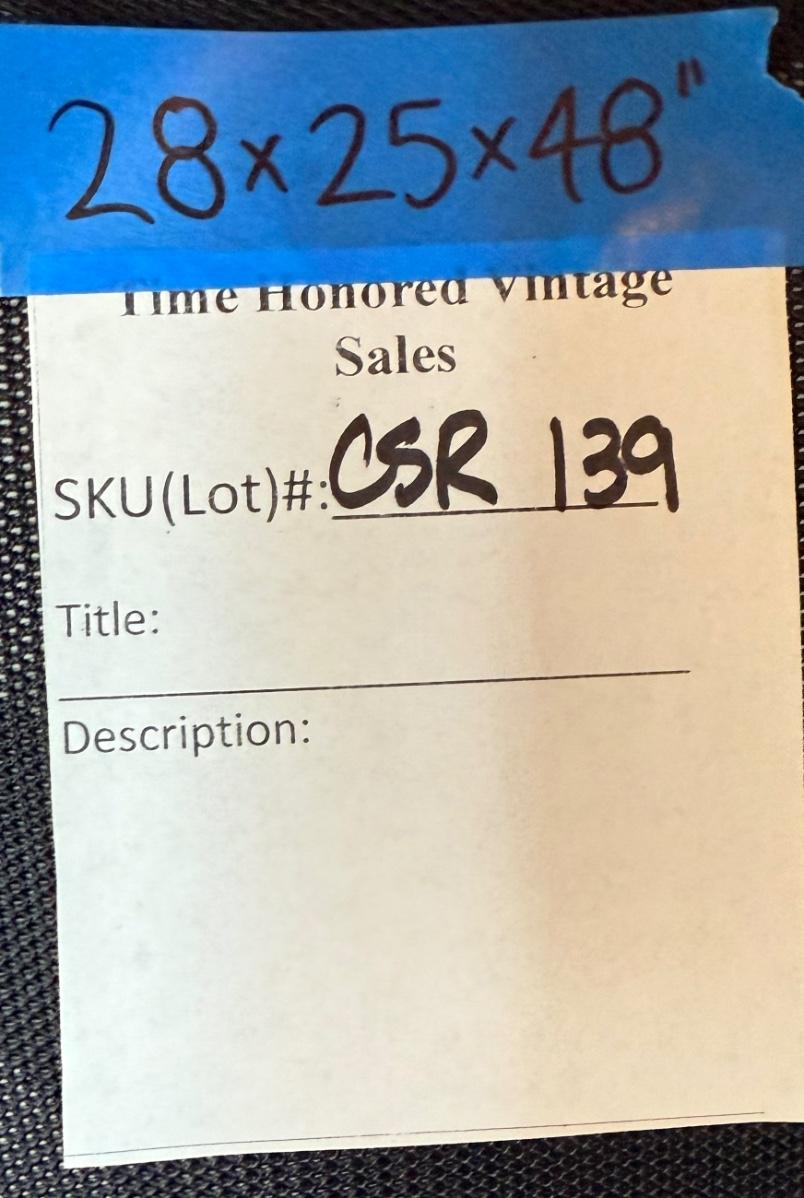 28x25x48"
Time Honored Vintage
Sales
SKU(Lot)#: CSR 139
Title:
Description: